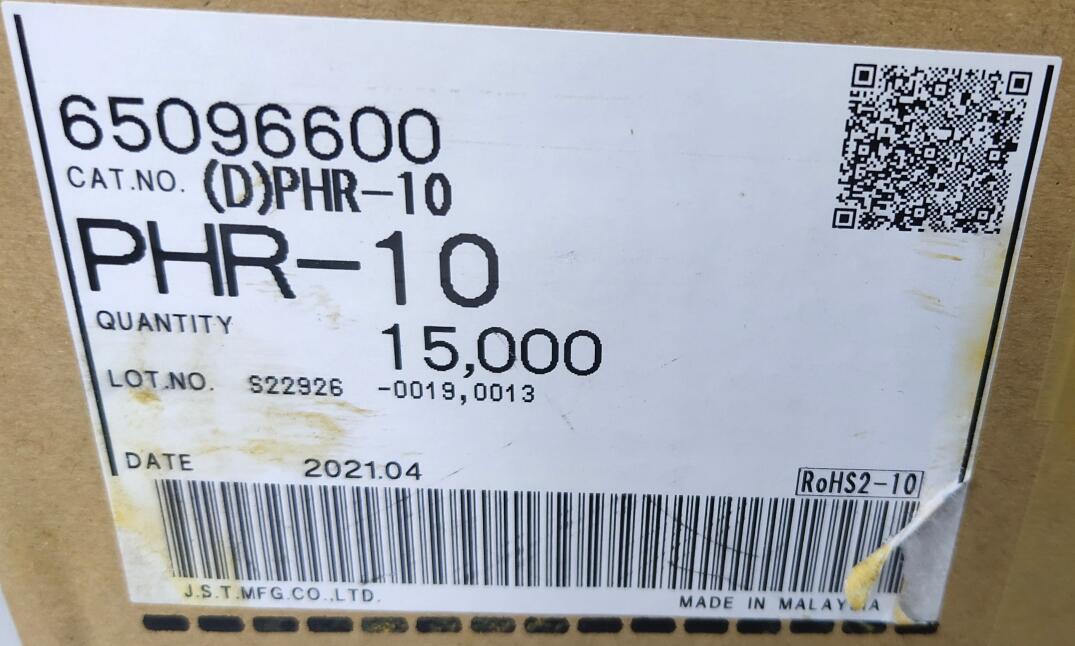 65096600
CAT.NO. (D)PHR-10
PHR-10
QUANTITY 15,000
LOT.NO. S22926 -0019,0013
DATE 2021.04
RoHS2-10
J.S.T.MFG.CO.,LTD.
MADE IN